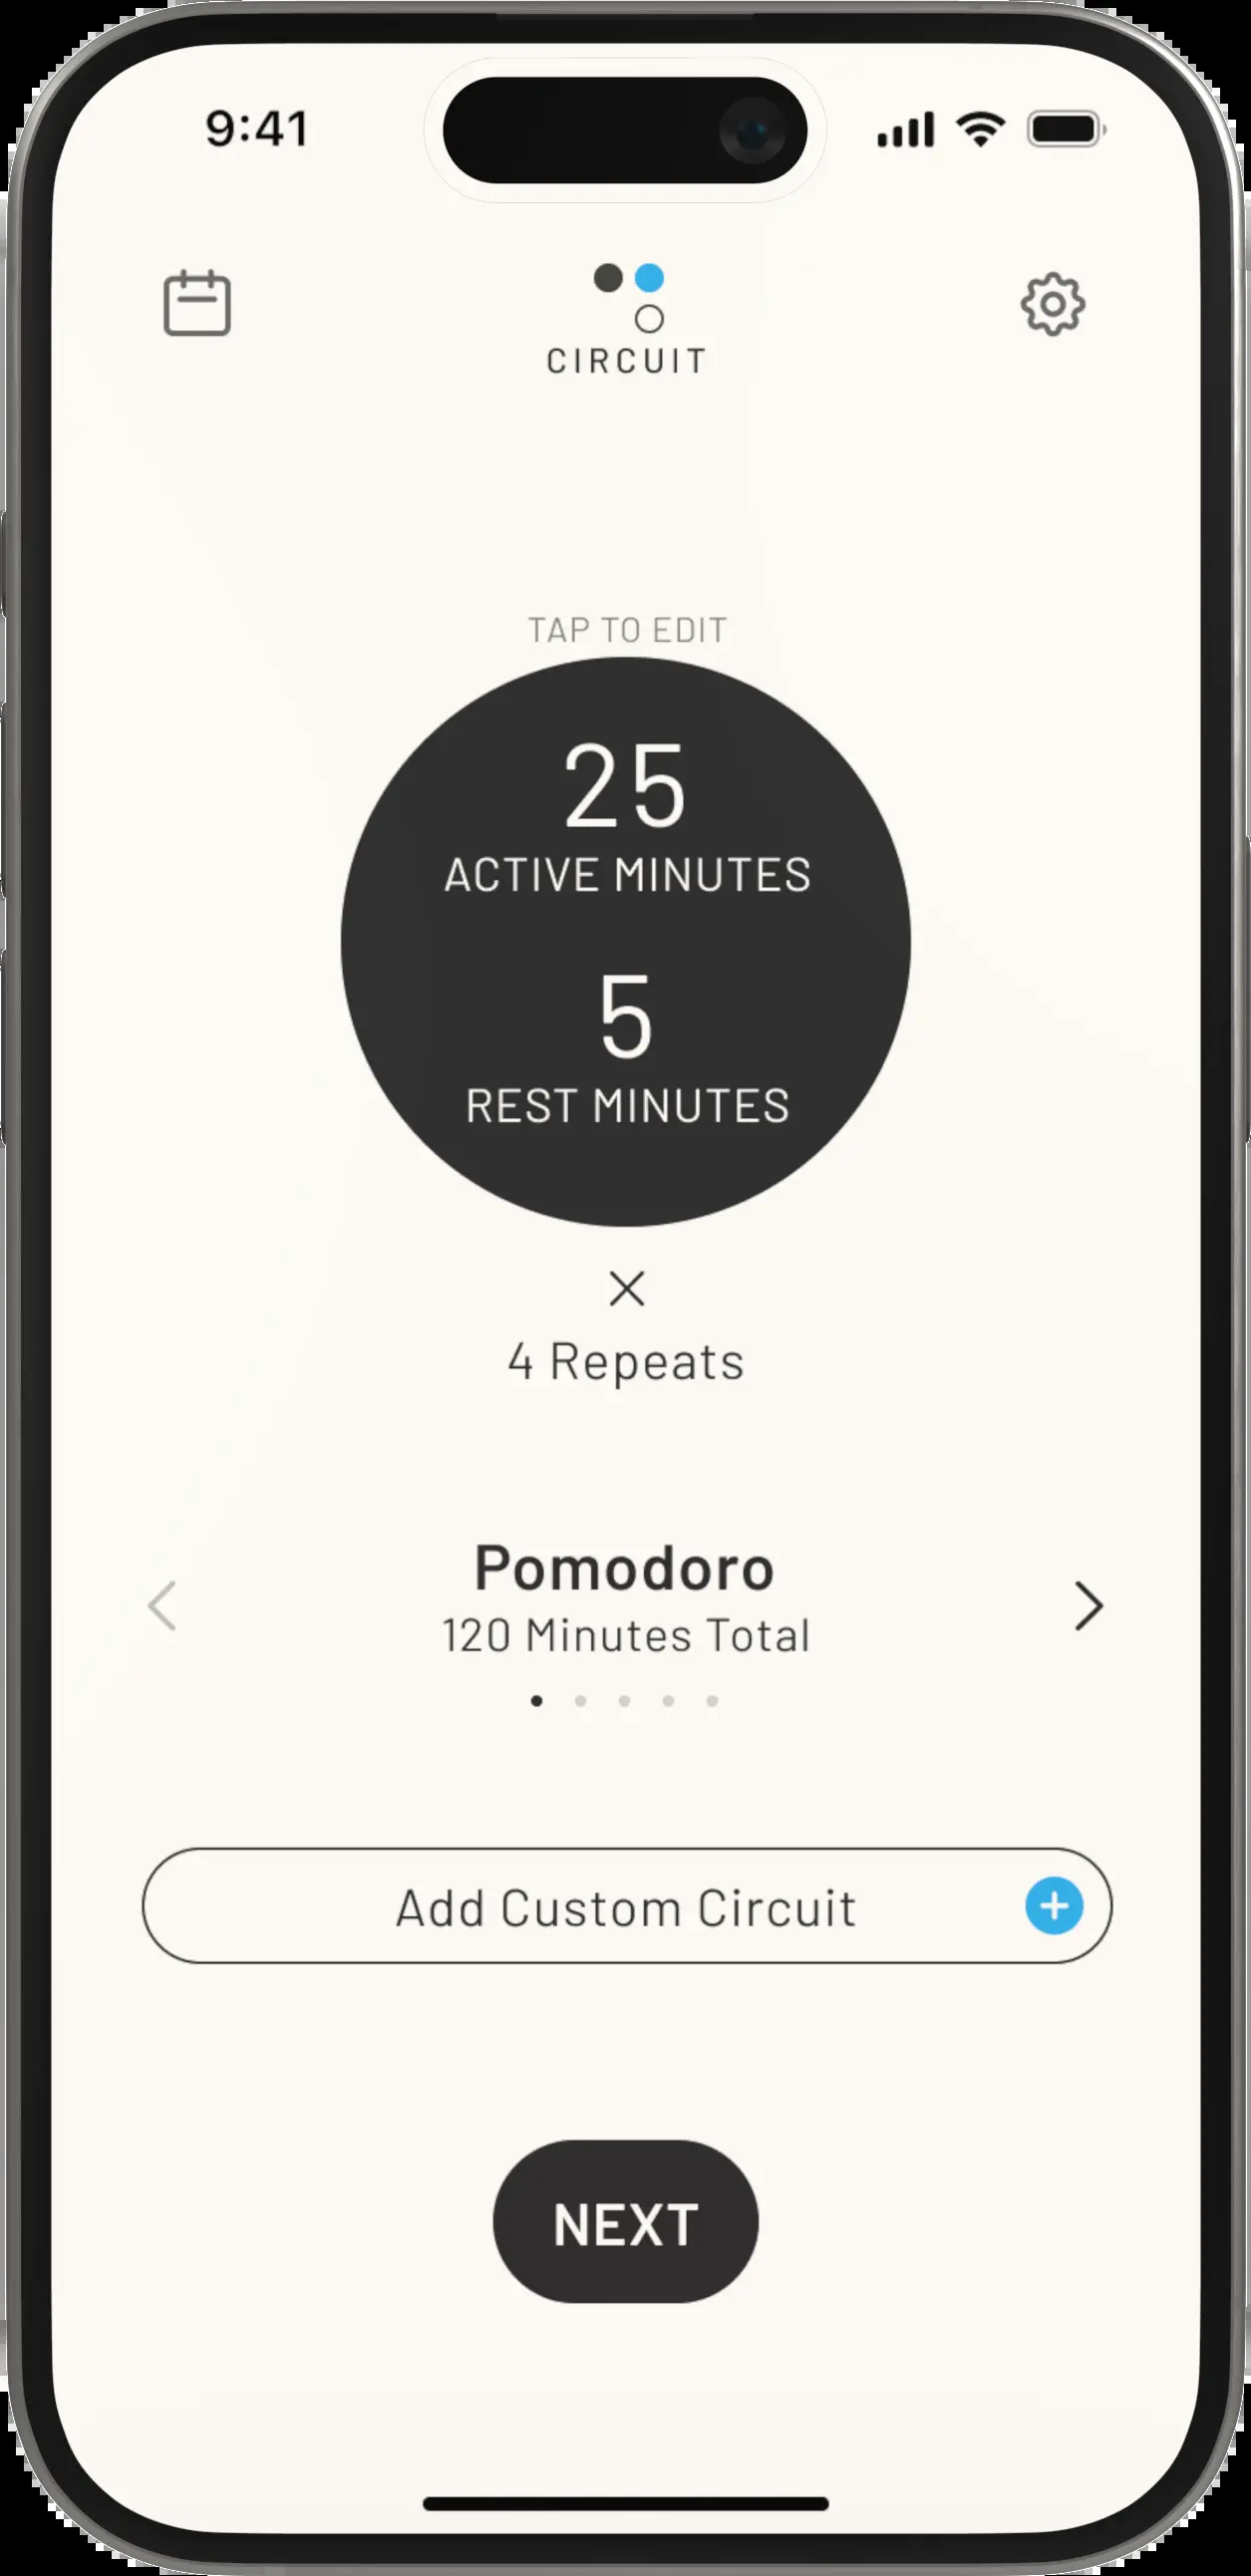 9:41
CIRCUIT
TAP TO EDIT
25
ACTIVE MINUTES
5
REST MINUTES
4 Repeats
Pomodoro
120 Minutes Total
Add Custom Circuit
NEXT